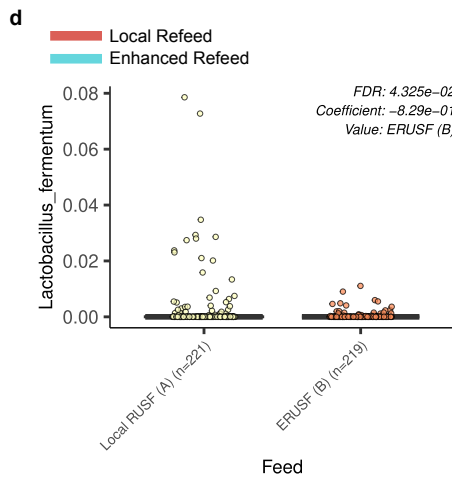 d
Local Refeed
Enhanced Refeed
FDR: 4.325e−02
Coefficient: −8.29e−01
Value: ERUSF (B)
Lactobacillus_fermentum
0.08
0.06
0.04
0.02
0.00
Local RUSF (A) (n=221)
ERUSF (B) (n=219)
Feed